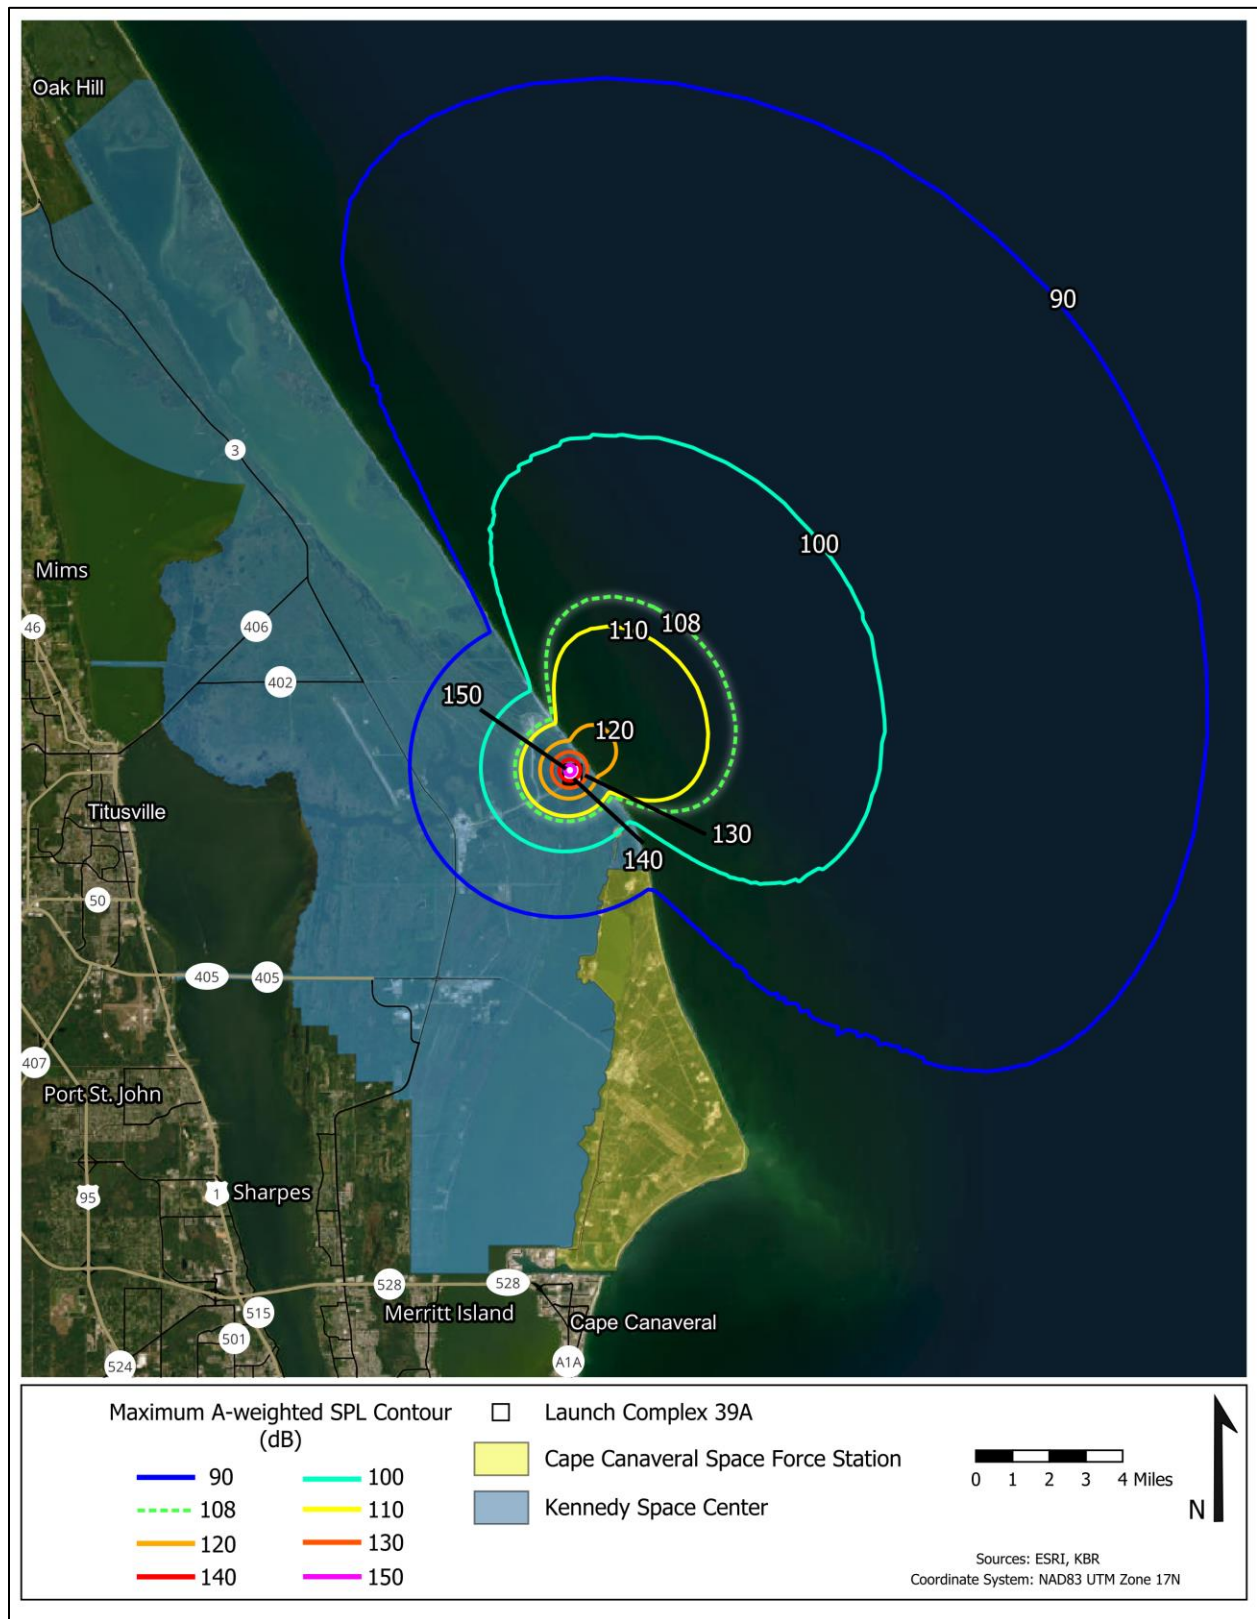 Oak Hill
90
3
100
Mims
46
406
108
110
402
150
120
Titusville
130
140
50
405
405
407
Port St. John
95
1
Sharpes
528
528
515
Merritt Island
Cape Canaveral
501
524
A1A
Maximum A-weighted SPL Contour
(dB)
90
100
108
110
120
130
140
150
Launch Complex 39A
Cape Canaveral Space Force Station
Kennedy Space Center
0 1 2 3 4 Miles
N
Sources: ESRI, KBR
Coordinate System: NAD83 UTM Zone 17N